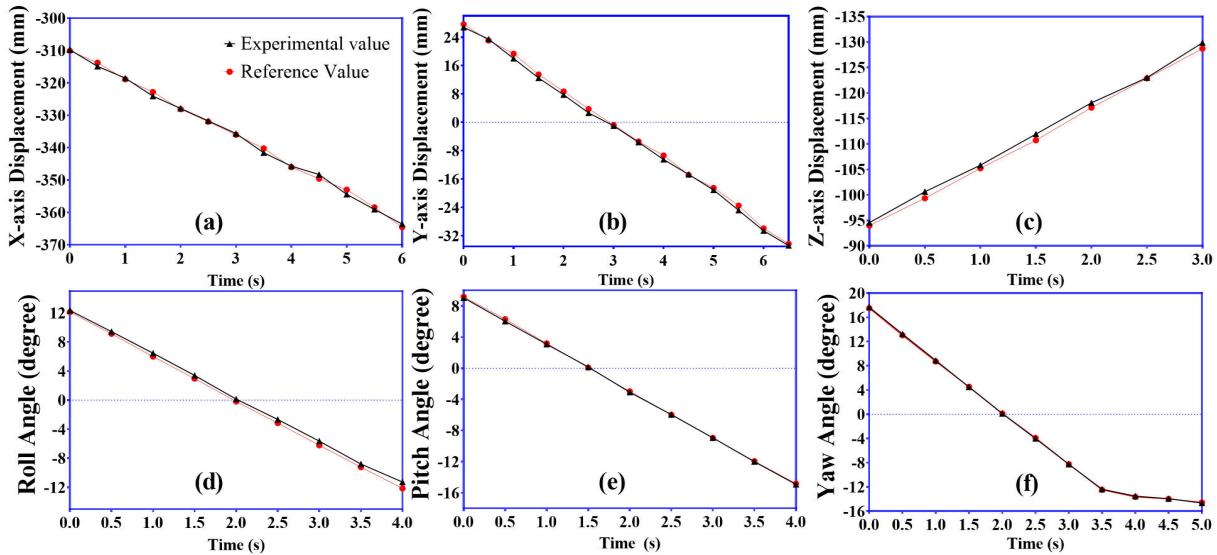 X-axis Displacement (mm)
-300
-310
-320
-330
-340
-350
-360
-370
Experimental value
Reference Value
(a)
0 1 2 3 4 5 6
Time (s)
Y-axis Displacement (mm)
24
16
8
0
-8
-16
-24
-32
(b)
0 1 2 3 4 5 6
Time (s)
Z-axis Displacement (mm)
-135
-130
-125
-120
-115
-110
-105
-100
-95
-90
(c)
0.0 0.5 1.0 1.5 2.0 2.5 3.0
Time (s)
Roll Angle (degree)
12
8
4
0
-4
-8
-12
(d)
0.0 0.5 1.0 1.5 2.0 2.5 3.0 3.5 4.0
Time (s)
Pitch Angle (degree)
8
4
0
-4
-8
-12
-16
(e)
0.0 0.5 1.0 1.5 2.0 2.5 3.0 3.5 4.0
Time (s)
Yaw Angle (degree)
20
16
12
8
4
0
-4
-8
-12
-16
(f)
0.0 0.5 1.0 1.5 2.0 2.5 3.0 3.5 4.0 4.5 5.0
Time (s)